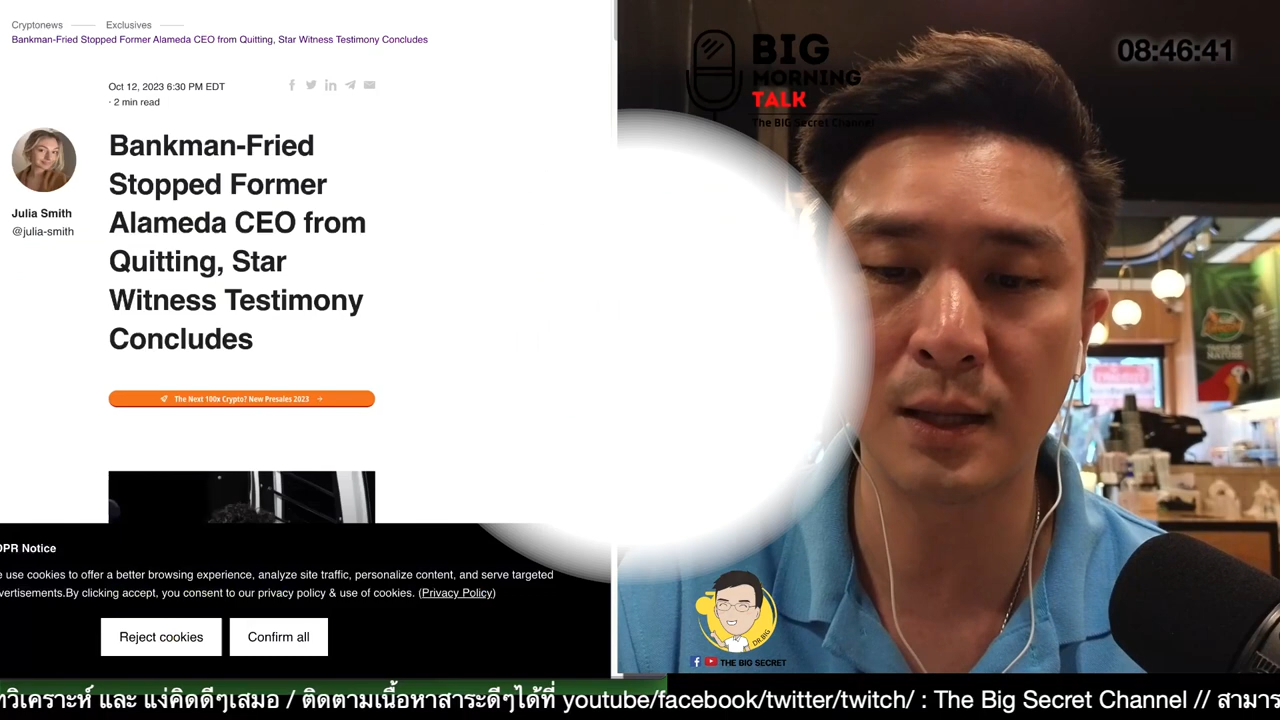 Cryptonews
Exclusives
Bankman-Fried Stopped Former Alameda CEO from Quitting, Star Witness Testimony Concludes
Oct 12, 2023 6:30 PM EDT
· 2 min read
Julia Smith
@julia-smith
Bankman-Fried
Stopped Former
Alameda CEO from
Quitting, Star
Witness Testimony
Concludes
The Next 100x Crypto? New Presales 2023
DPR Notice
e use cookies to offer a better browsing experience, analyze site traffic, personalize content, and serve targeted
vertisements.By clicking accept, you consent to our privacy policy & use of cookies. (Privacy Policy)
Reject cookies
Confirm all
BIG
MORNING
TALK
The BIG Secret Channel
08:46:41
TASTE OF
NATURE
DR.BIG
THE BIG SECRET
ทวิเคราะห์ และ แง่คิดดีๆเสมอ / ติดตามเนื้อหาสาระดีๆได้ที่ youtube/facebook/twitter/twitch/ : The Big Secret Channel // สามาร